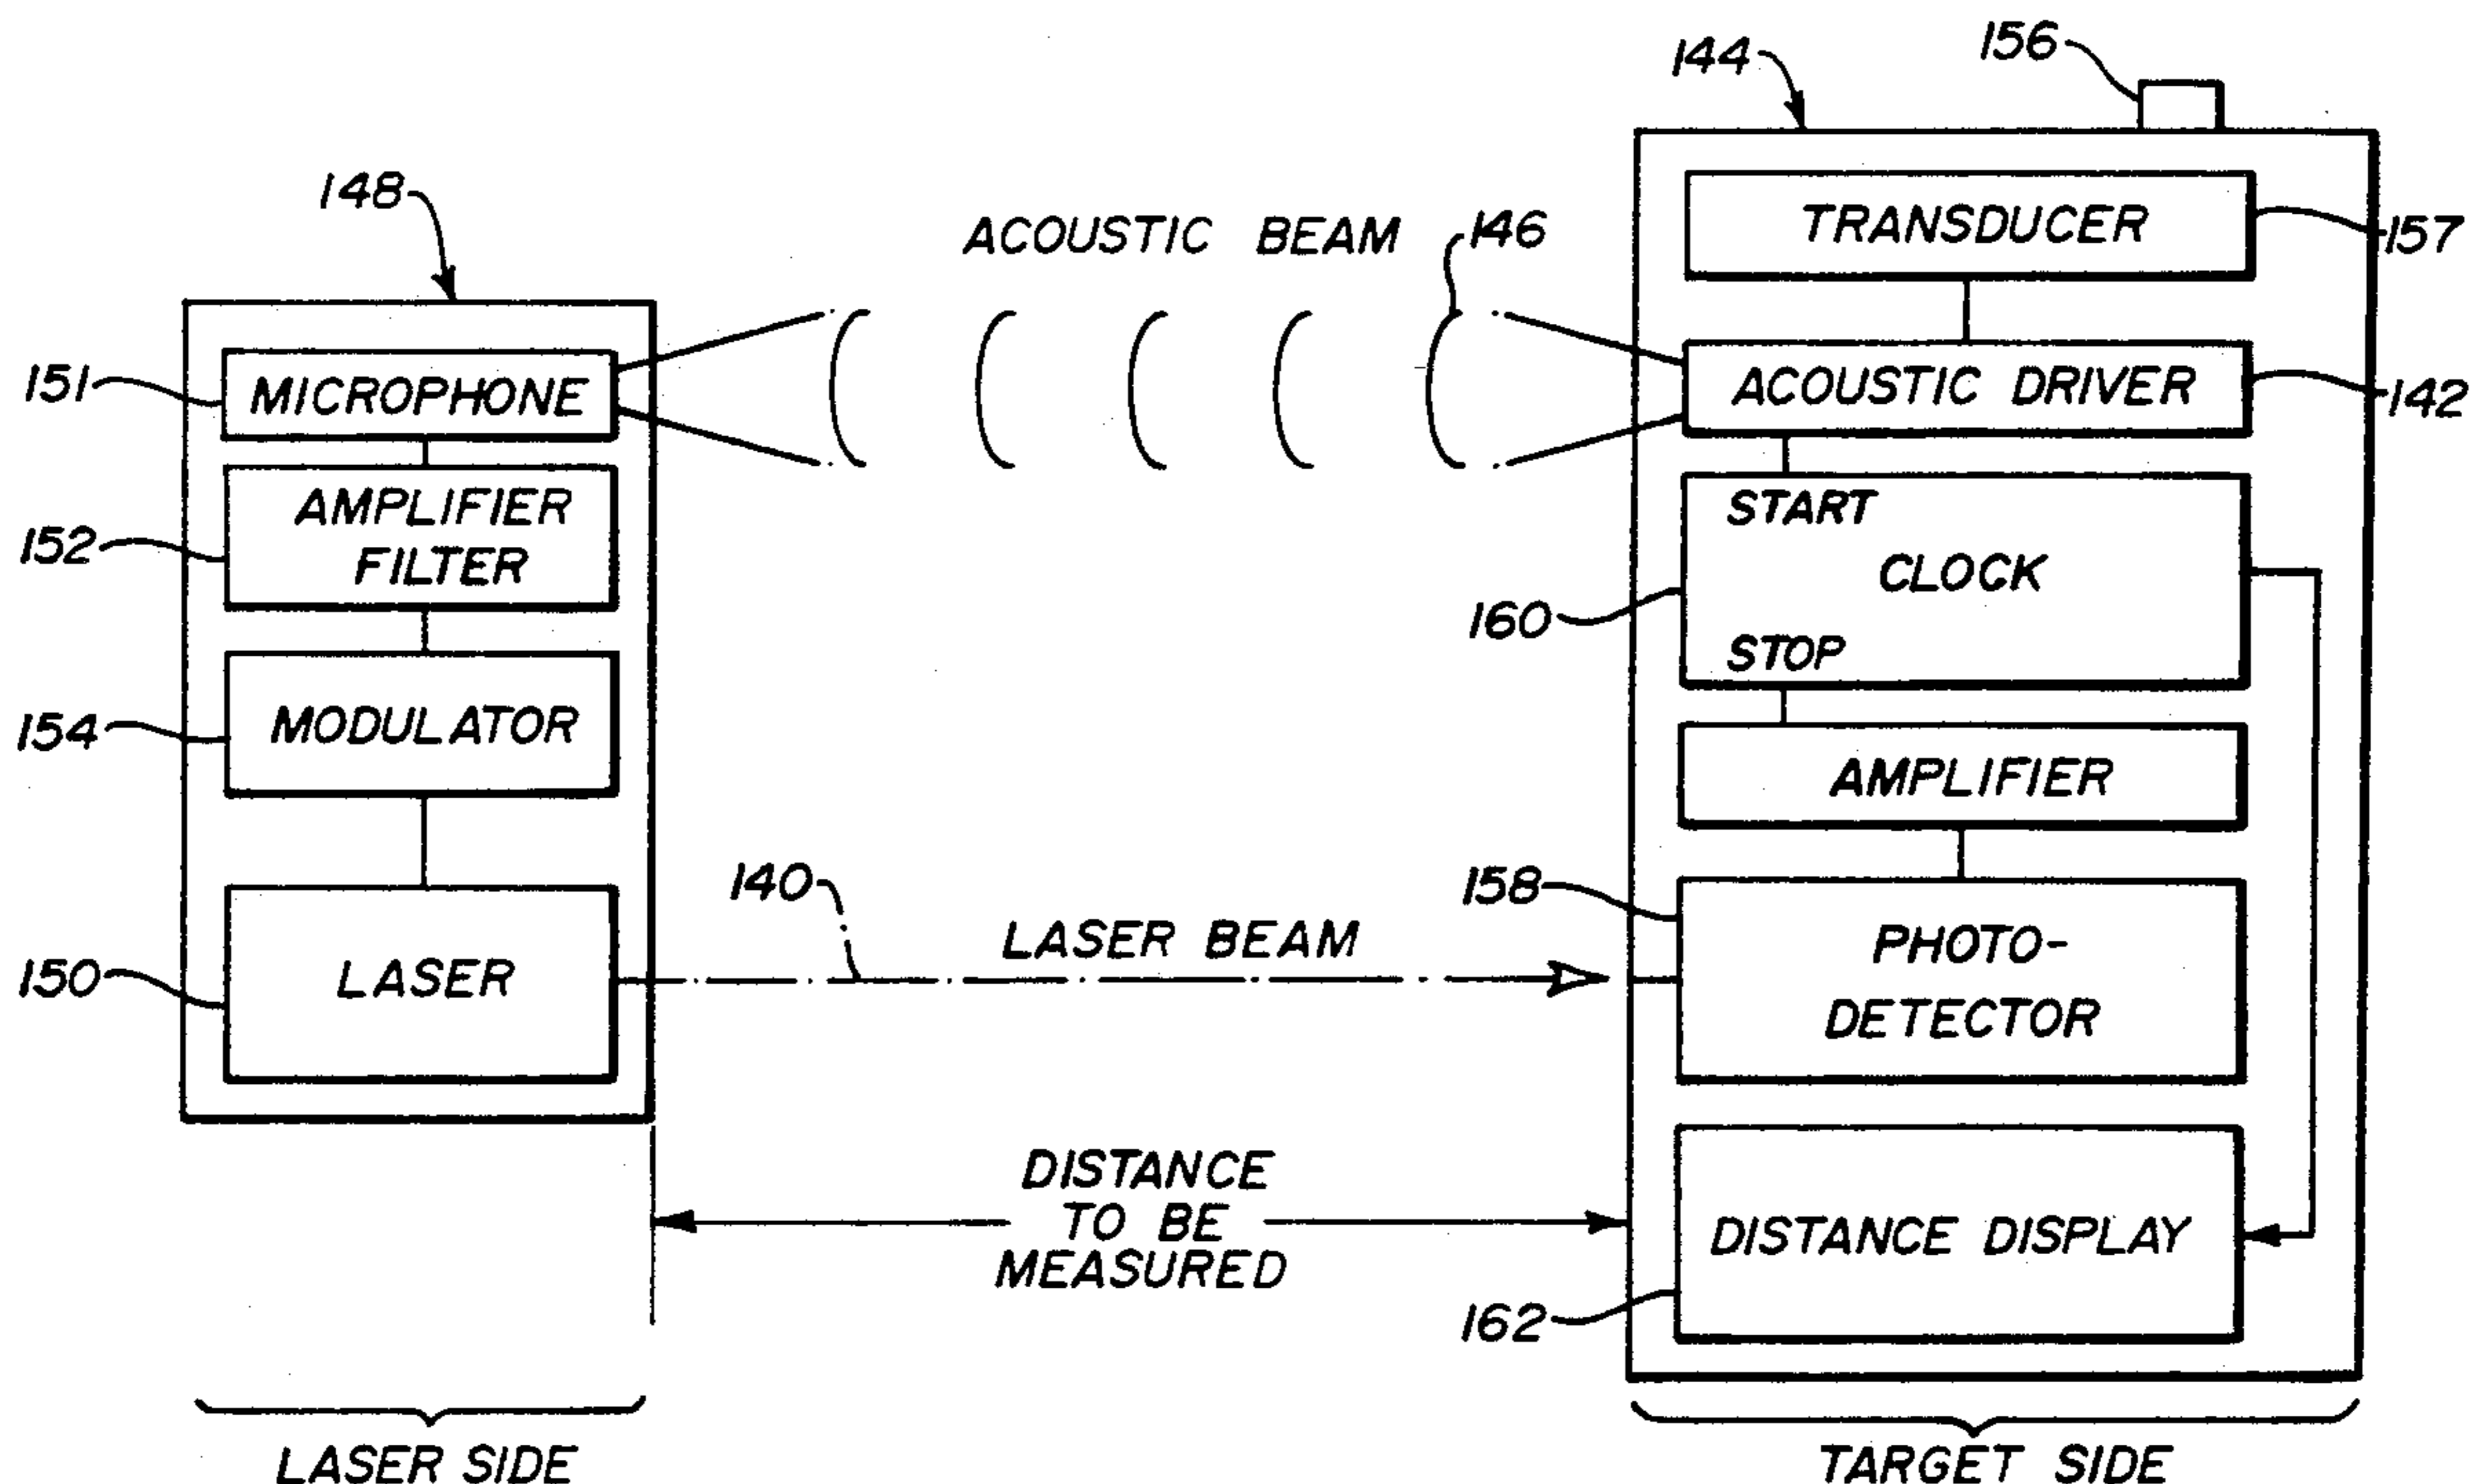 156
144
148
ACOUSTIC BEAM
146
TRANSDUCER
157
151
MICROPHONE
ACOUSTIC DRIVER
142
152
AMPLIFIER
FILTER
START
CLOCK
STOP
160
154
MODULATOR
AMPLIFIER
140
158
LASER BEAM
PHOTO-
DETECTOR
150
LASER
DISTANCE
TO BE
MEASURED
DISTANCE DISPLAY
162
LASER SIDE
TARGET SIDE